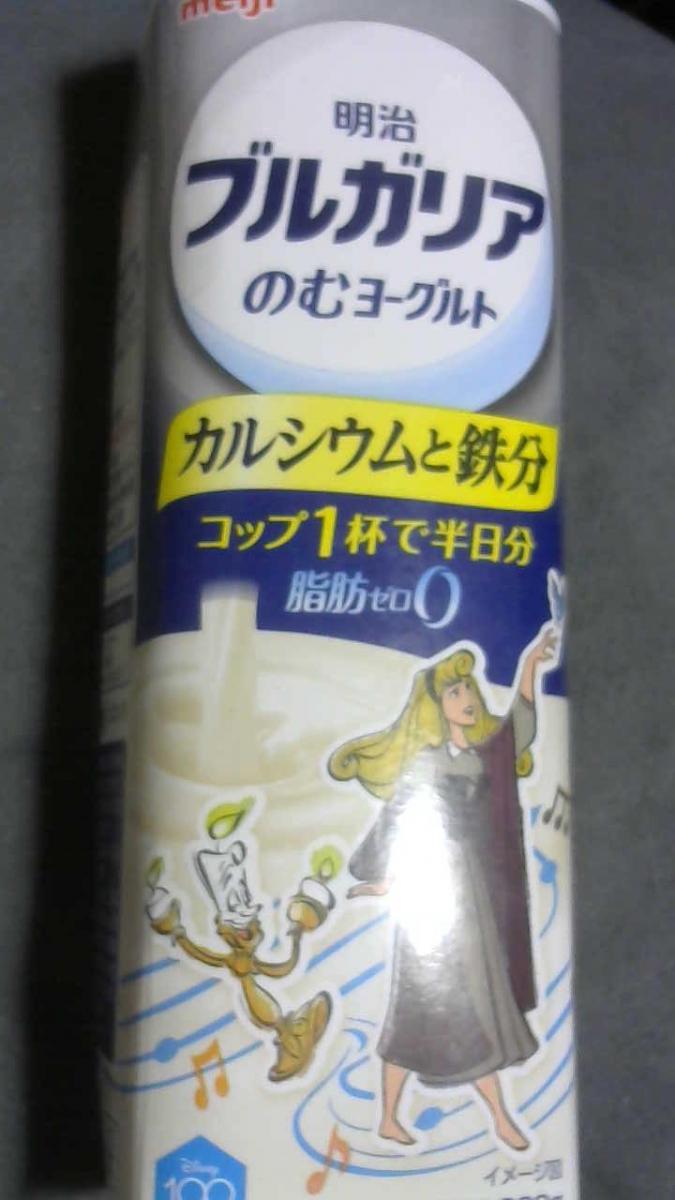 meiji
明治
ブルガリア
のむヨーグルト
カルシウムと鉄分
コップ1杯で半日分
脂肪ゼロ0
Disney
100
イメージ図